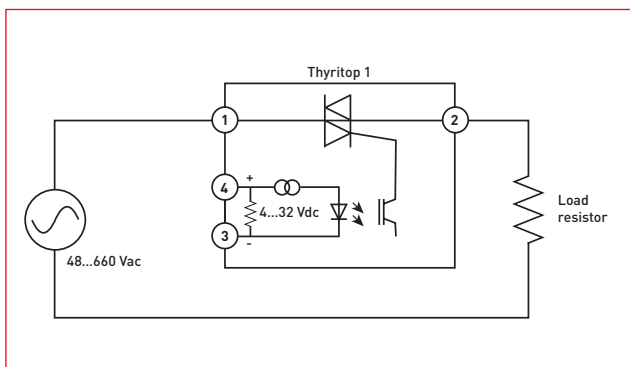 Thyritop 1
1
2
4
+
4...32 Vdc
3
-
48...660 Vac
Load
resistor